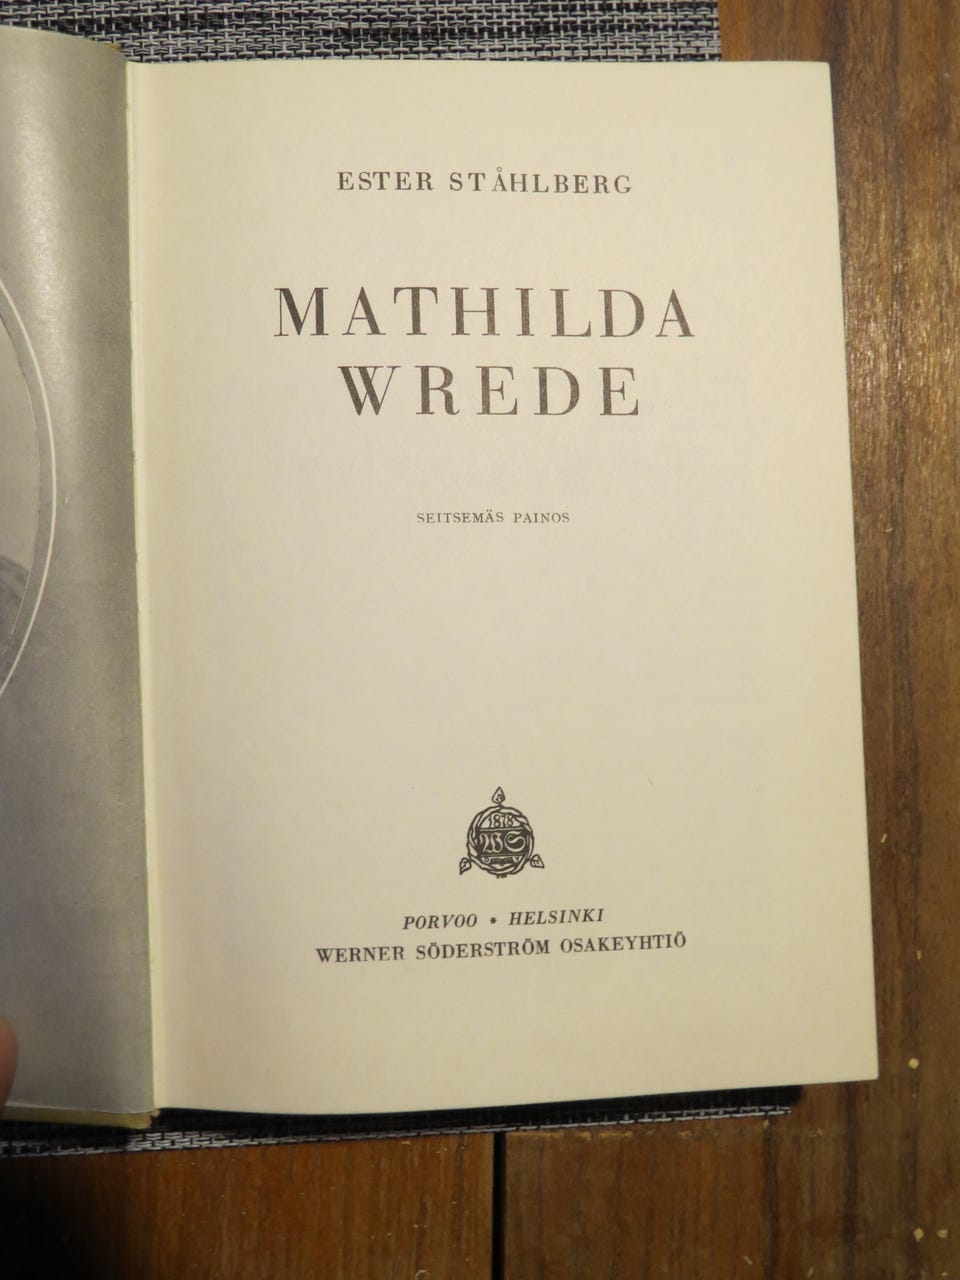 ESTER STÅHLBERG
MATHILDA
WREDE
SEITSEMÄS PAINOS
1878
WS
PORVOO • HELSINKI
WERNER SÖDERSTRÖM OSAKEYHTIÖ